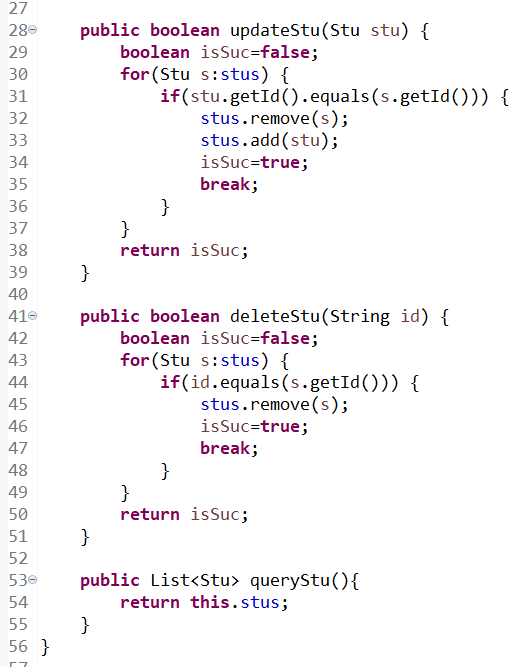 27
28    public boolean updateStu(Stu stu) {
29        boolean isSuc=false;
30        for(Stu s:stus) {
31            if(stu.getId().equals(s.getId())) {
32                stus.remove(s);
33                stus.add(stu);
34                isSuc=true;
35                break;
36            }
37        }
38        return isSuc;
39    }
40
41    public boolean deleteStu(String id) {
42        boolean isSuc=false;
43        for(Stu s:stus) {
44            if(id.equals(s.getId())) {
45                stus.remove(s);
46                isSuc=true;
47                break;
48            }
49        }
50        return isSuc;
51    }
52
53    public List<Stu> queryStu(){
54        return this.stus;
55    }
56 }
57